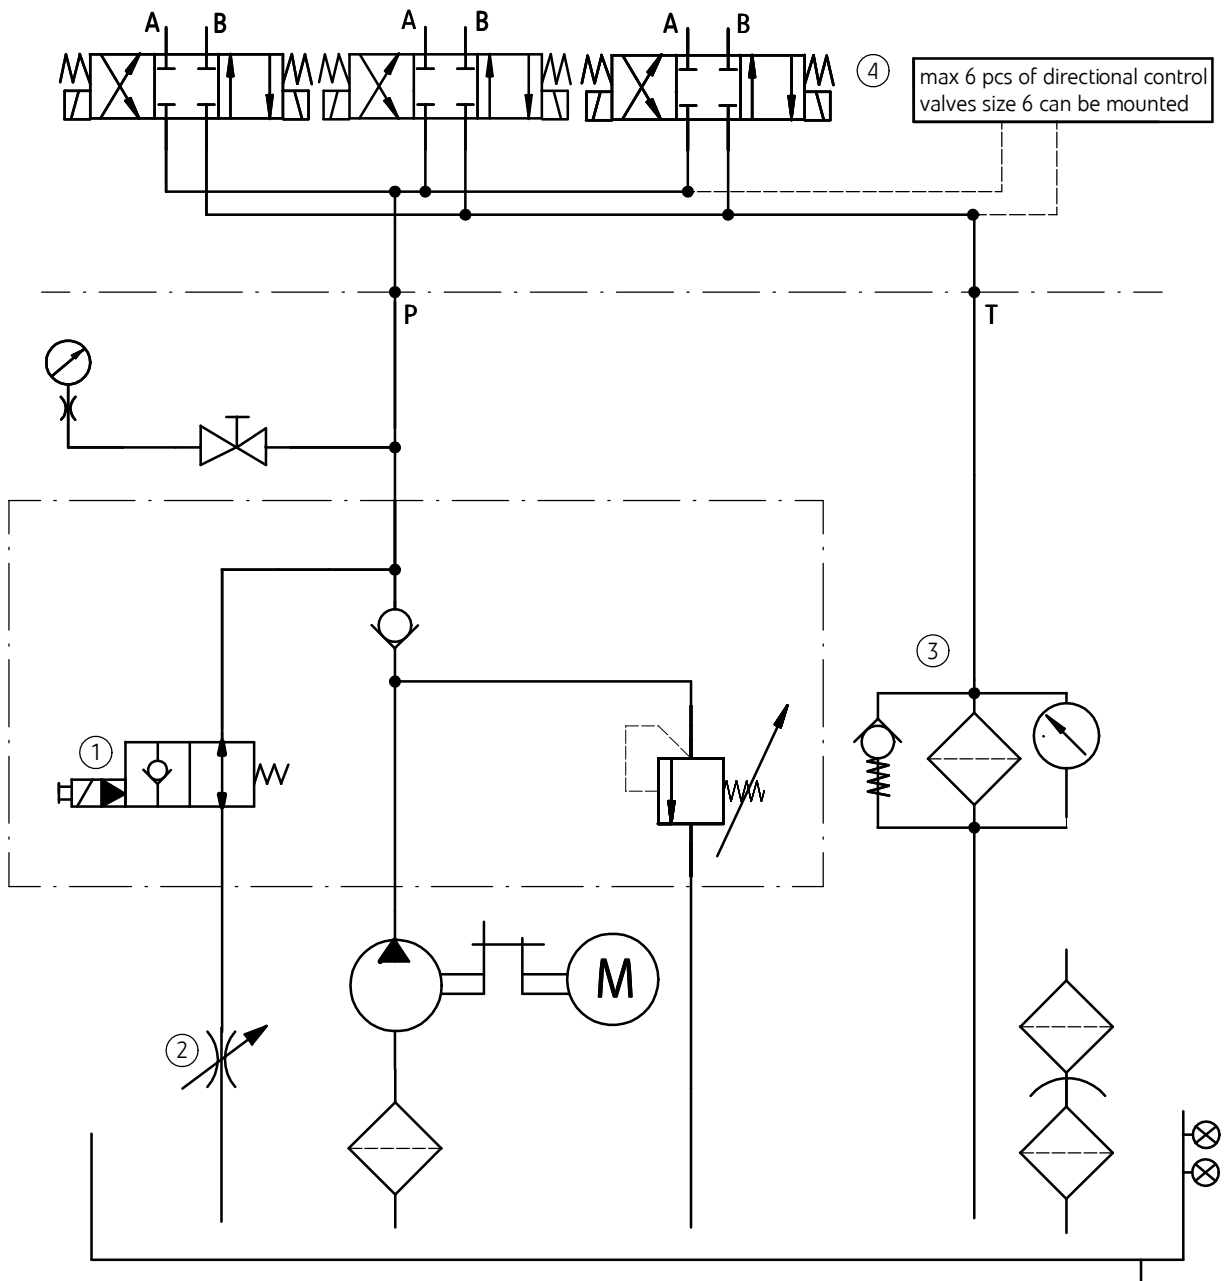 A B A B A B
4
max 6 pcs of directional control
valves size 6 can be mounted
P T
3
1
M
2